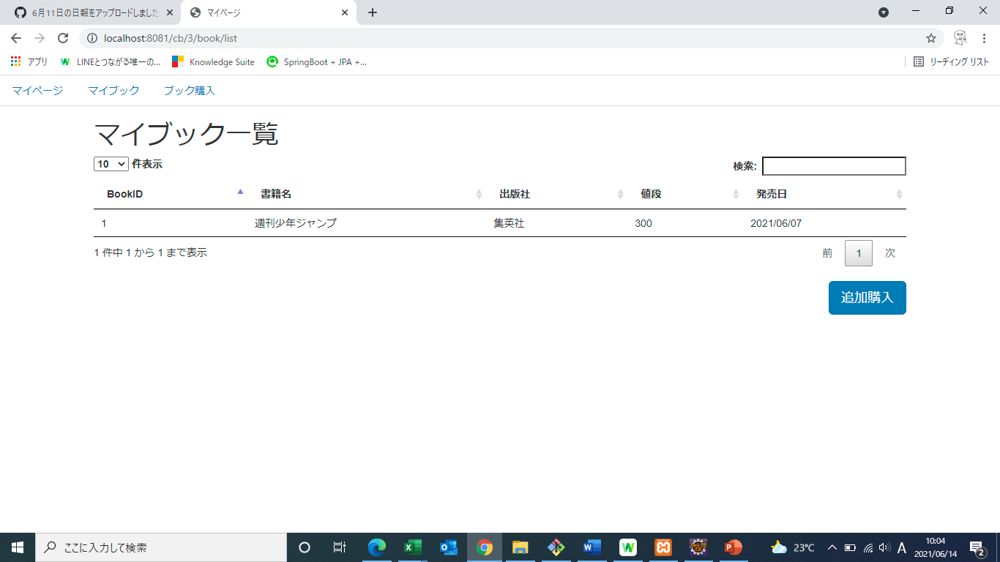 6月11日の日報をアップロードしました
マイページ
localhost:8081/cb/3/book/list
アプリ LINEとつながる唯一の... Knowledge Suite SpringBoot + JPA +... リーディング リスト
マイページ マイブック ブック購入
マイブック一覧
10 件表示 検索:
BookID 書籍名 出版社 値段 発売日
1 週刊少年ジャンプ 集英社 300 2021/06/07
1 件中 1 から 1 まで表示 前 1 次
追加購入
ここに入力して検索 23℃ A 10:04
2021/06/14 2